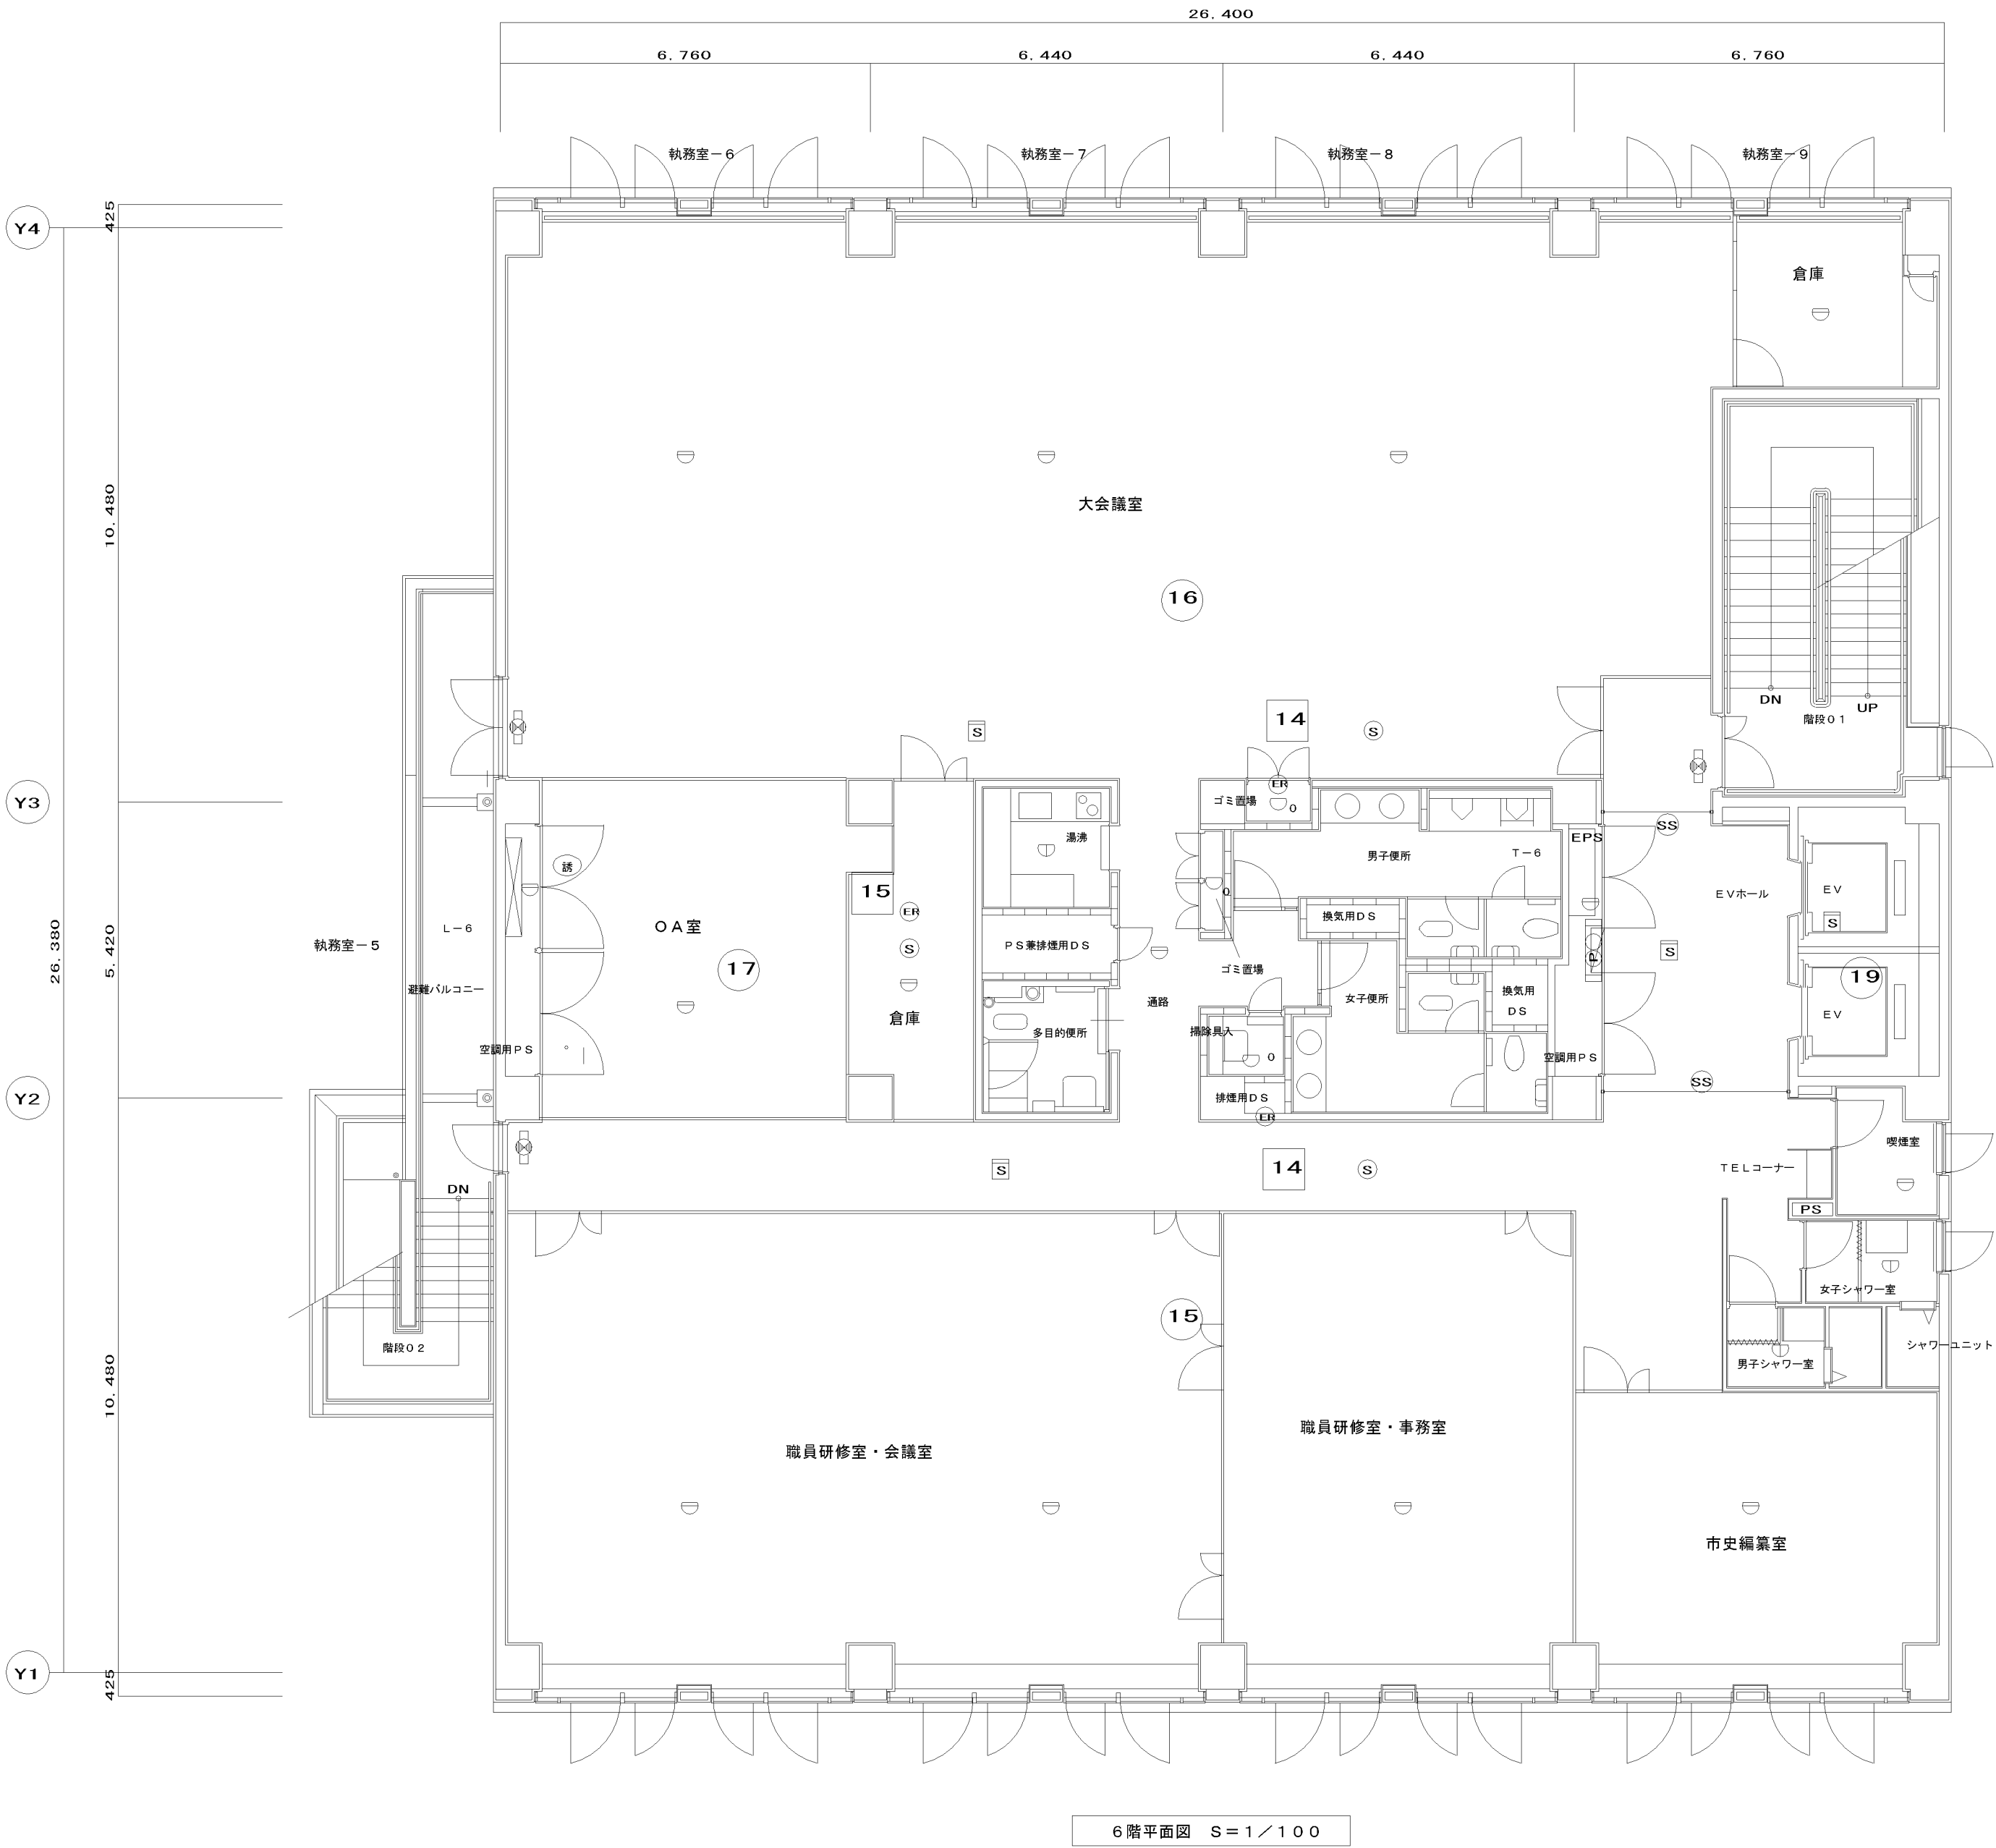 26.400
6.760
6.440
6.440
6.760
執務室－6
執務室－7
執務室－8
執務室－9
425
Y4
倉庫
10.480
大会議室
16
DN
UP
階段01
14
S
S
Y3
ER
ゴミ置場
O
SS
EPS
湯沸
男子便所
T－6
EVホール
EV
誘
15
O
ER
換気用DS
S
L－6
OA室
26.380
5.420
執務室－5
S
PS兼排煙用DS
S
P
17
ゴミ置場
19
避難バルコニー
通路
女子便所
換気用
DS
EV
倉庫
多目的便所
掃除具入
空調用PS
O
空調用PS
SS
Y2
排煙用DS
ER
喫煙室
S
14
S
TELコーナー
DN
PS
女子シャワー室
15
階段02
シャワーユニット
男子シャワー室
10.480
職員研修室・事務室
職員研修室・会議室
市史編纂室
Y1
425
6階平面図　S＝1／100